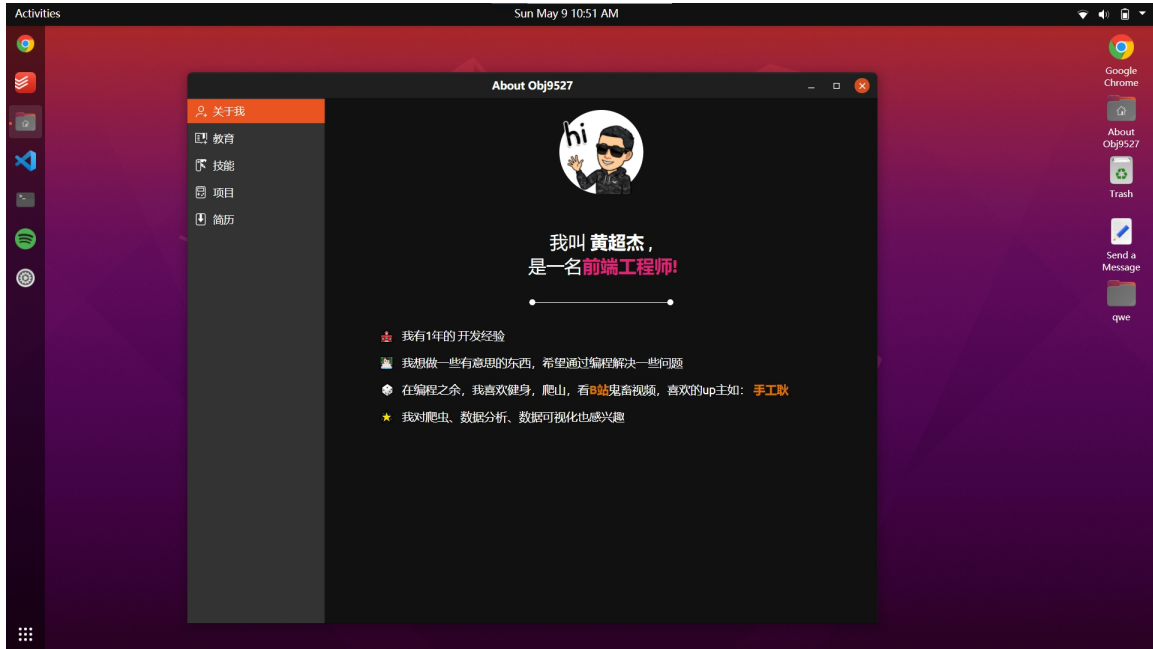 Activities
Sun May 9 10:51 AM
About Obj9527
关于我
教育
技能
项目
简历
hi
我叫 黄超杰 ,
是一名前端工程师!
我有1年的 开发经验
我想做一些有意思的东西，希望通过编程解决一些问题
在编程之余，我喜欢健身，爬山，看B站鬼畜视频，喜欢的up主如： 手工耿
我对爬虫、数据分析、数据可视化也感兴趣
Google
Chrome
About
Obj9527
Trash
Send a
Message
qwe